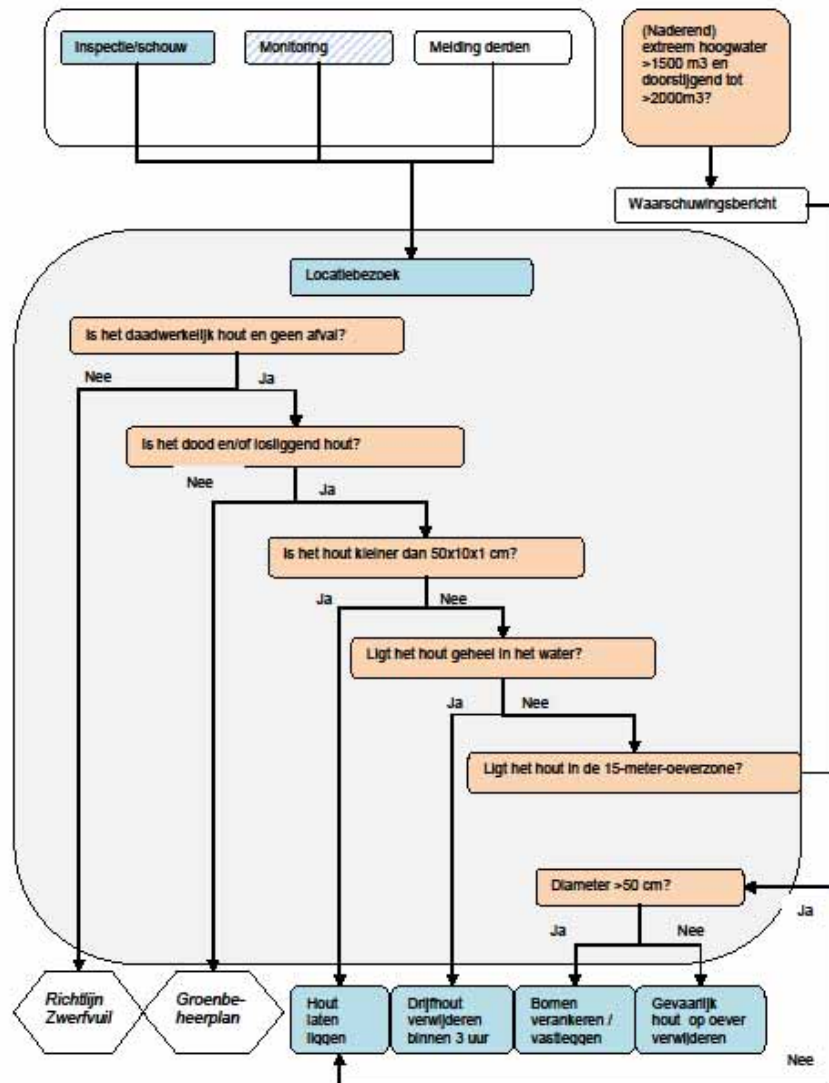 Inspectie/schouw
Monitoring
Melding derden
(Naderend)
extreem hoogwater
>1500 m3 en
doorstijgend tot
>2000m3?
Waarschuwingsbericht
Locatiebezoek
Is het daadwerkelijk hout en geen afval?
Nee
Ja
Is het dood en/of losliggend hout?
Nee
Ja
Is het hout kleiner dan 50x10x1 cm?
Ja
Nee
Ligt het hout geheel in het water?
Ja
Nee
Ligt het hout in de 15-meter-oeverzone?
Diameter >50 cm?
Ja
Ja
Nee
Richtlijn
Zwerfvuil
Groenbe-
heerplan
Hout
laten
liggen
Drijfhout
verwijderen
binnen 3 uur
Bomen
verankeren /
vastleggen
Gevaarlijk
hout op oever
verwijderen
Nee